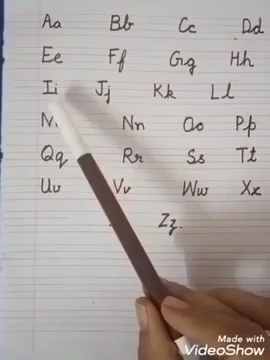 Aa Bb Cc Dd
Ee Ff Gg Hh
Ii Jj Kk Ll
Nn Oo Pp
Qq Rr Ss Tt
Uu Vv Ww Xx
Zz.
Made with
VideoShow